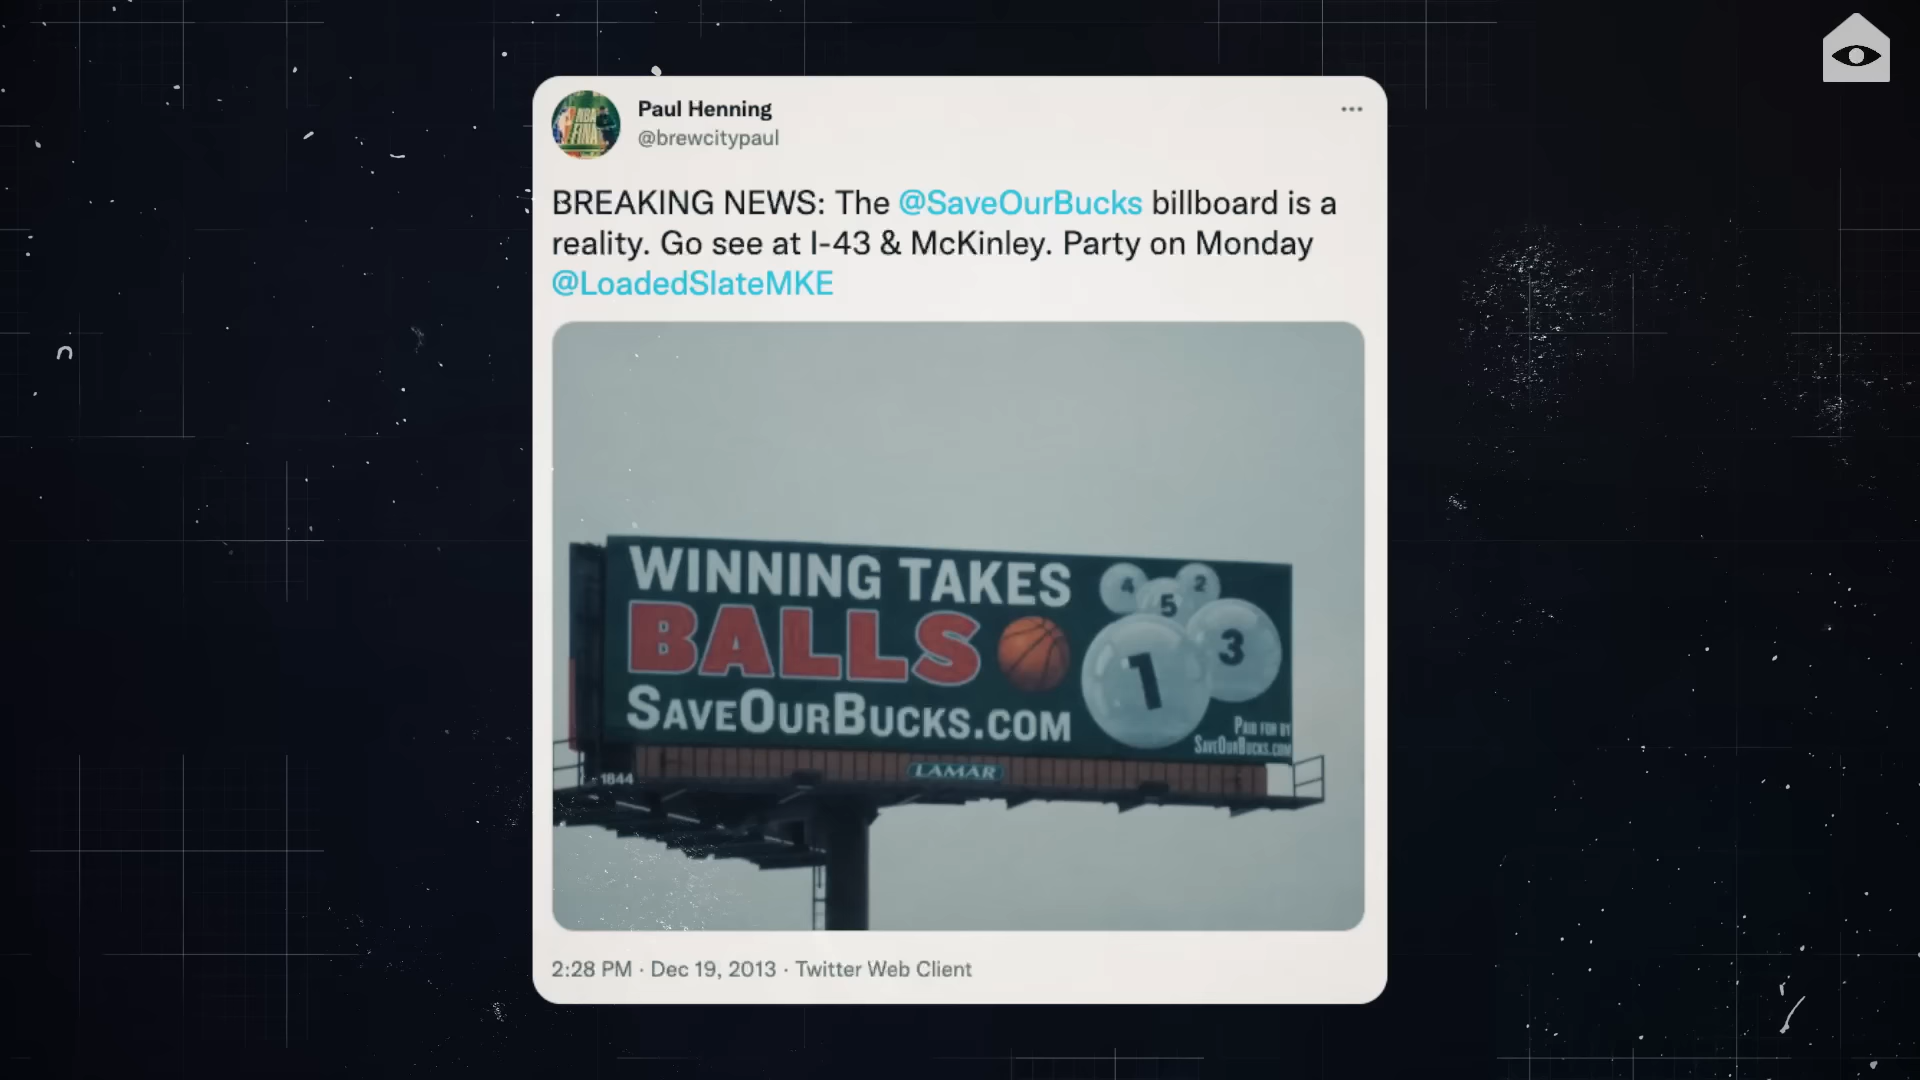 Paul Henning
@brewcitypaul
BREAKING NEWS: The @SaveOurBucks billboard is a
reality. Go see at I-43 & McKinley. Party on Monday
@LoadedSlateMKE
WINNING TAKES
BALLS
SAVEOURBUCKS.COM
4
2
5
3
1
PAID FOR BY
SAVEOURBUCKS.COM
LAMAR
1844
2:28 PM · Dec 19, 2013 · Twitter Web Client
NBA
FINA